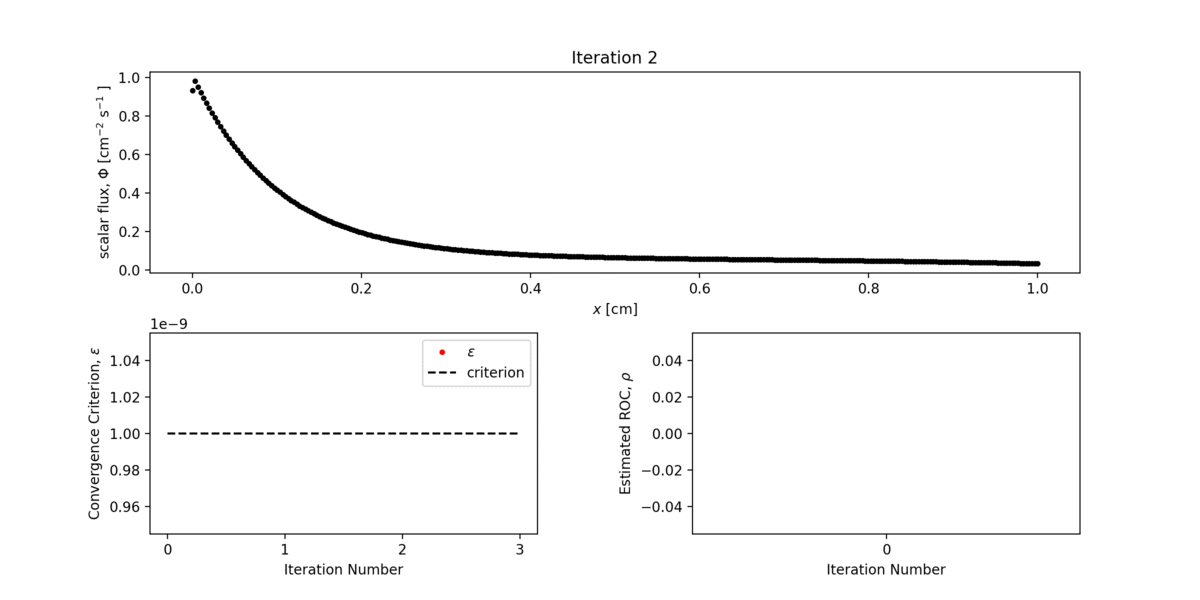 Iteration 2
scalar flux, Φ [cm⁻² s⁻¹ ]
1.0
0.8
0.6
0.4
0.2
0.0
0.0 0.2 0.4 0.6 0.8 1.0
x [cm]
1e−9
Convergence Criterion, ε
1.04
1.02
1.00
0.98
0.96
ε
criterion
0 1 2 3
Iteration Number
Estimated ROC, ρ
0.04
0.02
0.00
−0.02
−0.04
0
Iteration Number